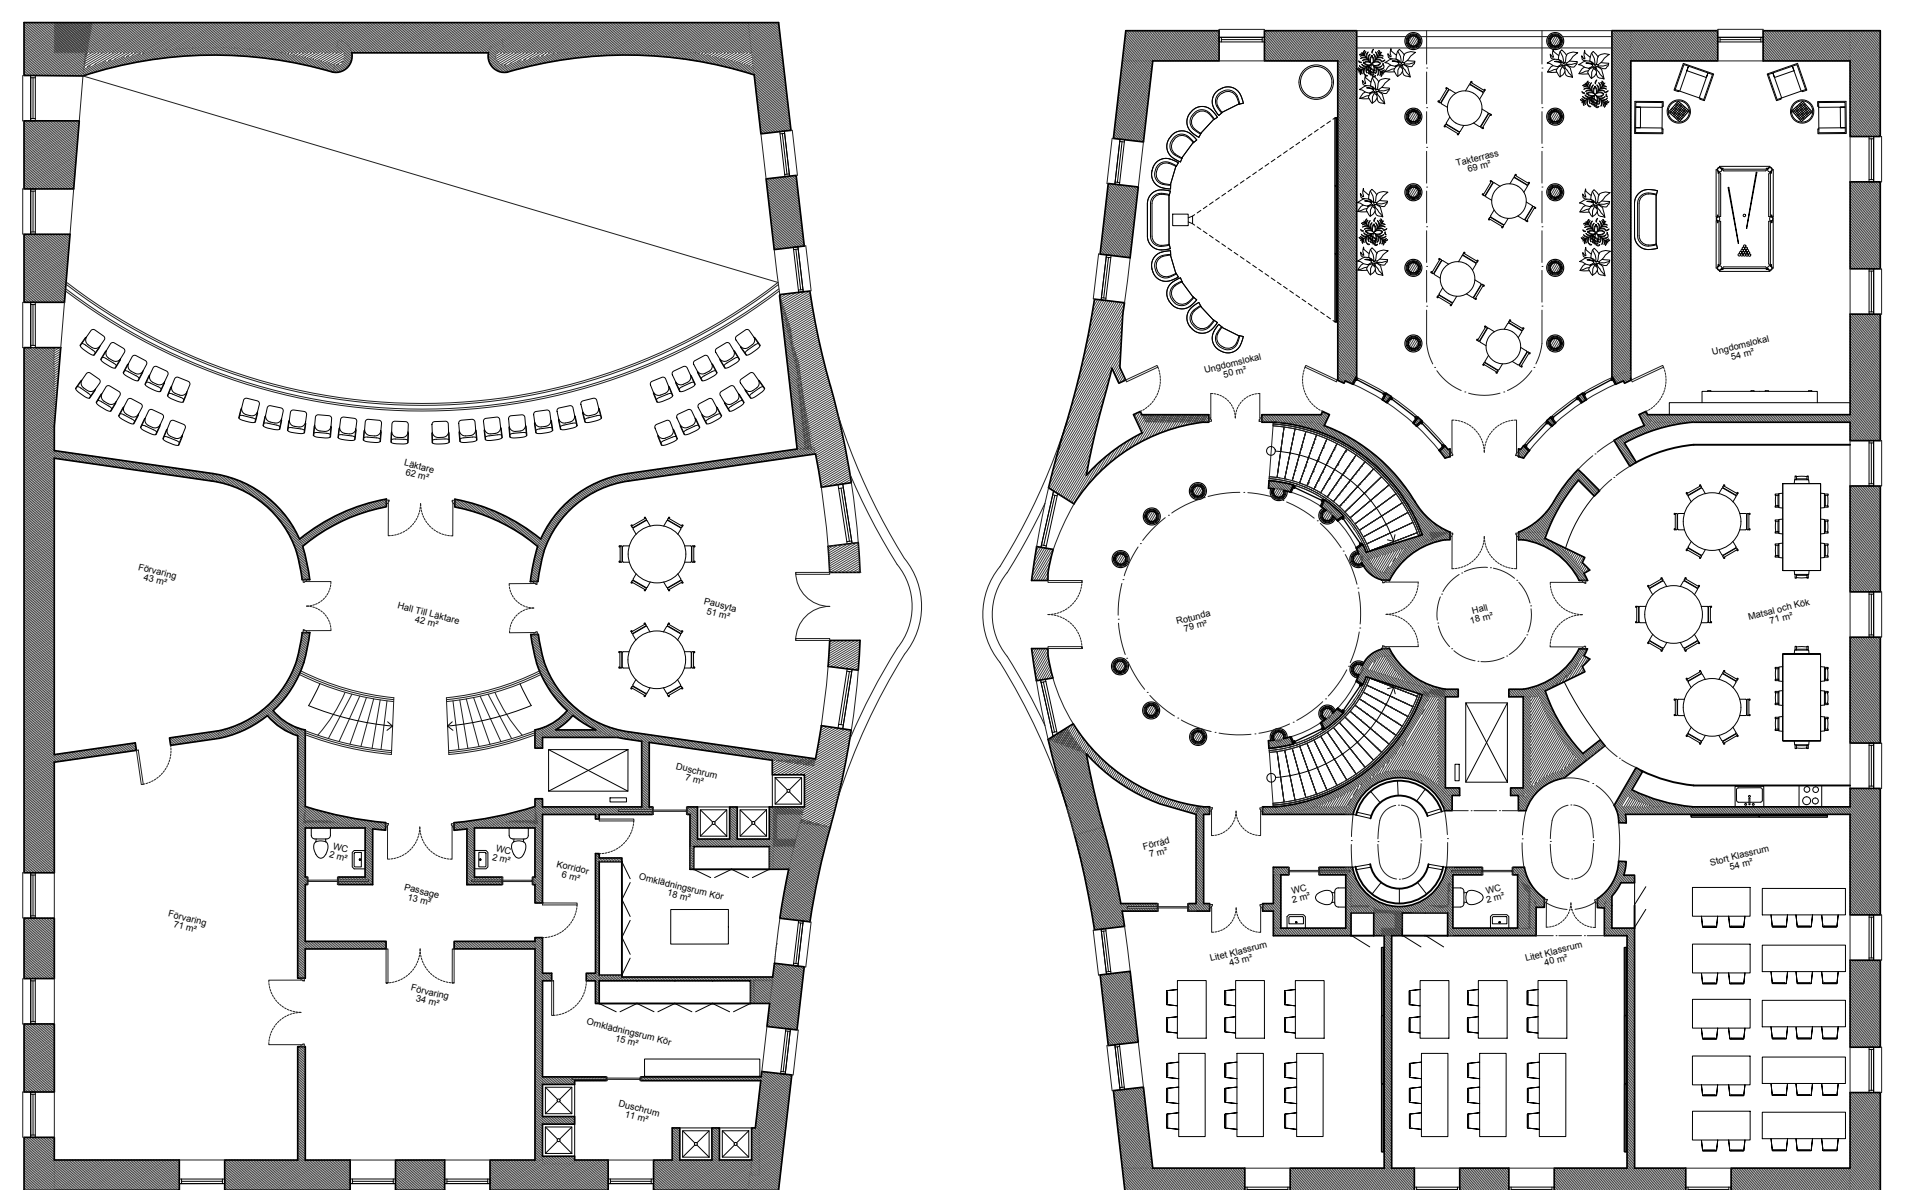 Läktare
62 m²
Förvaring
43 m²
Hall Till Läktare
42 m²
Pausyta
51 m²
Duschrum
7 m²
WC
2 m²
WC
2 m²
Korridor
6 m²
Passage
13 m²
Omklädningsrum Kör
18 m²
Förvaring
71 m²
Förvaring
34 m²
Omklädningsrum Kör
15 m²
Duschrum
11 m²
Takterrass
69 m²
Ungdomslokal
50 m²
Ungdomslokal
54 m²
Rotunda
79 m²
Hall
18 m²
Matsal och Kök
71 m²
Förråd
7 m²
Stort Klassrum
54 m²
WC
2 m²
WC
2 m²
Litet Klassrum
43 m²
Litet Klassrum
40 m²